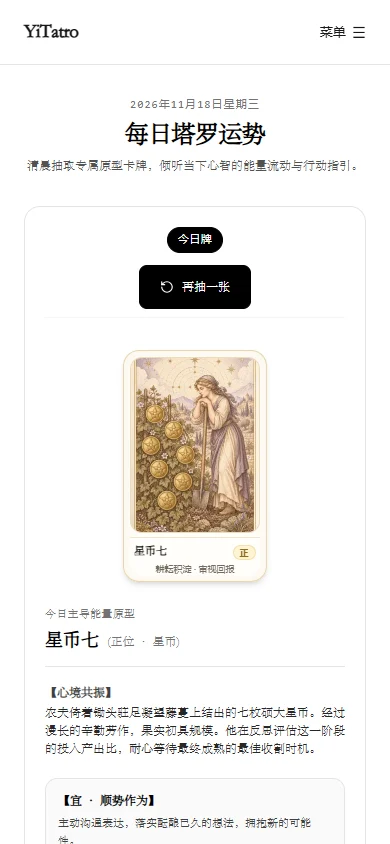 YiTatro
菜单
2026年11月18日星期三
每日塔罗运势
清晨抽取专属原型卡牌，倾听当下心智的能量流动与行动指引。
今日牌
再抽一张
星币七
正
耕耘积淀 · 审视回报
今日主导能量原型
星币七 (正位 · 星币)
【心境共振】
农夫倚着锄头驻足凝望藤蔓上结出的七枚硕大星币。经过
漫长的辛勤劳作，果实初具规模。他在反思评估这一阶段
的投入产出比，耐心等待最终成熟的最佳收割时机。
【宜 · 顺势作为】
主动沟通表达，落实酝酿已久的想法，拥抱新的可能
性。